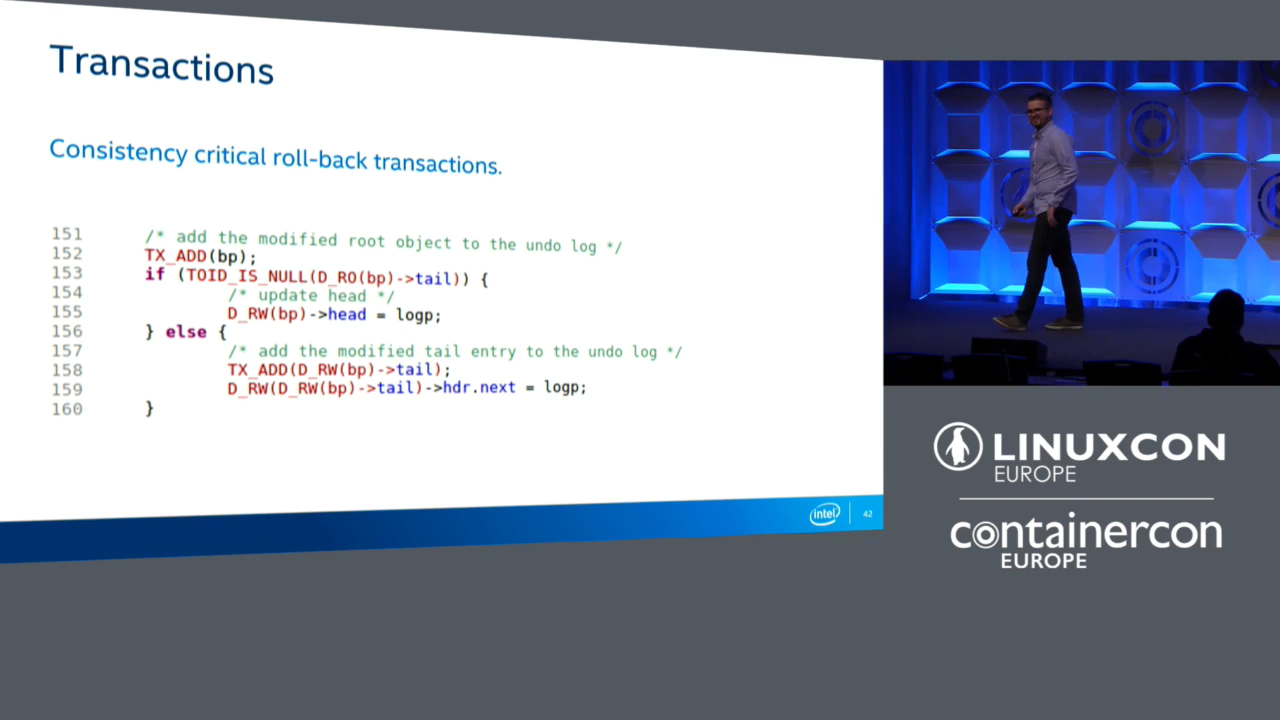 Transactions
Consistency critical roll-back transactions.
151 /* add the modified root object to the undo log */
152 TX_ADD(bp);
153 if (TOID_IS_NULL(D_RO(bp)->tail)) {
154 /* update head */
155 D_RW(bp)->head = logp;
156 } else {
157 /* add the modified tail entry to the undo log */
158 TX_ADD(D_RW(bp)->tail);
159 D_RW(D_RW(bp)->tail)->hdr.next = logp;
160 }
intel
42
LINUXCON
EUROPE
containercon
EUROPE